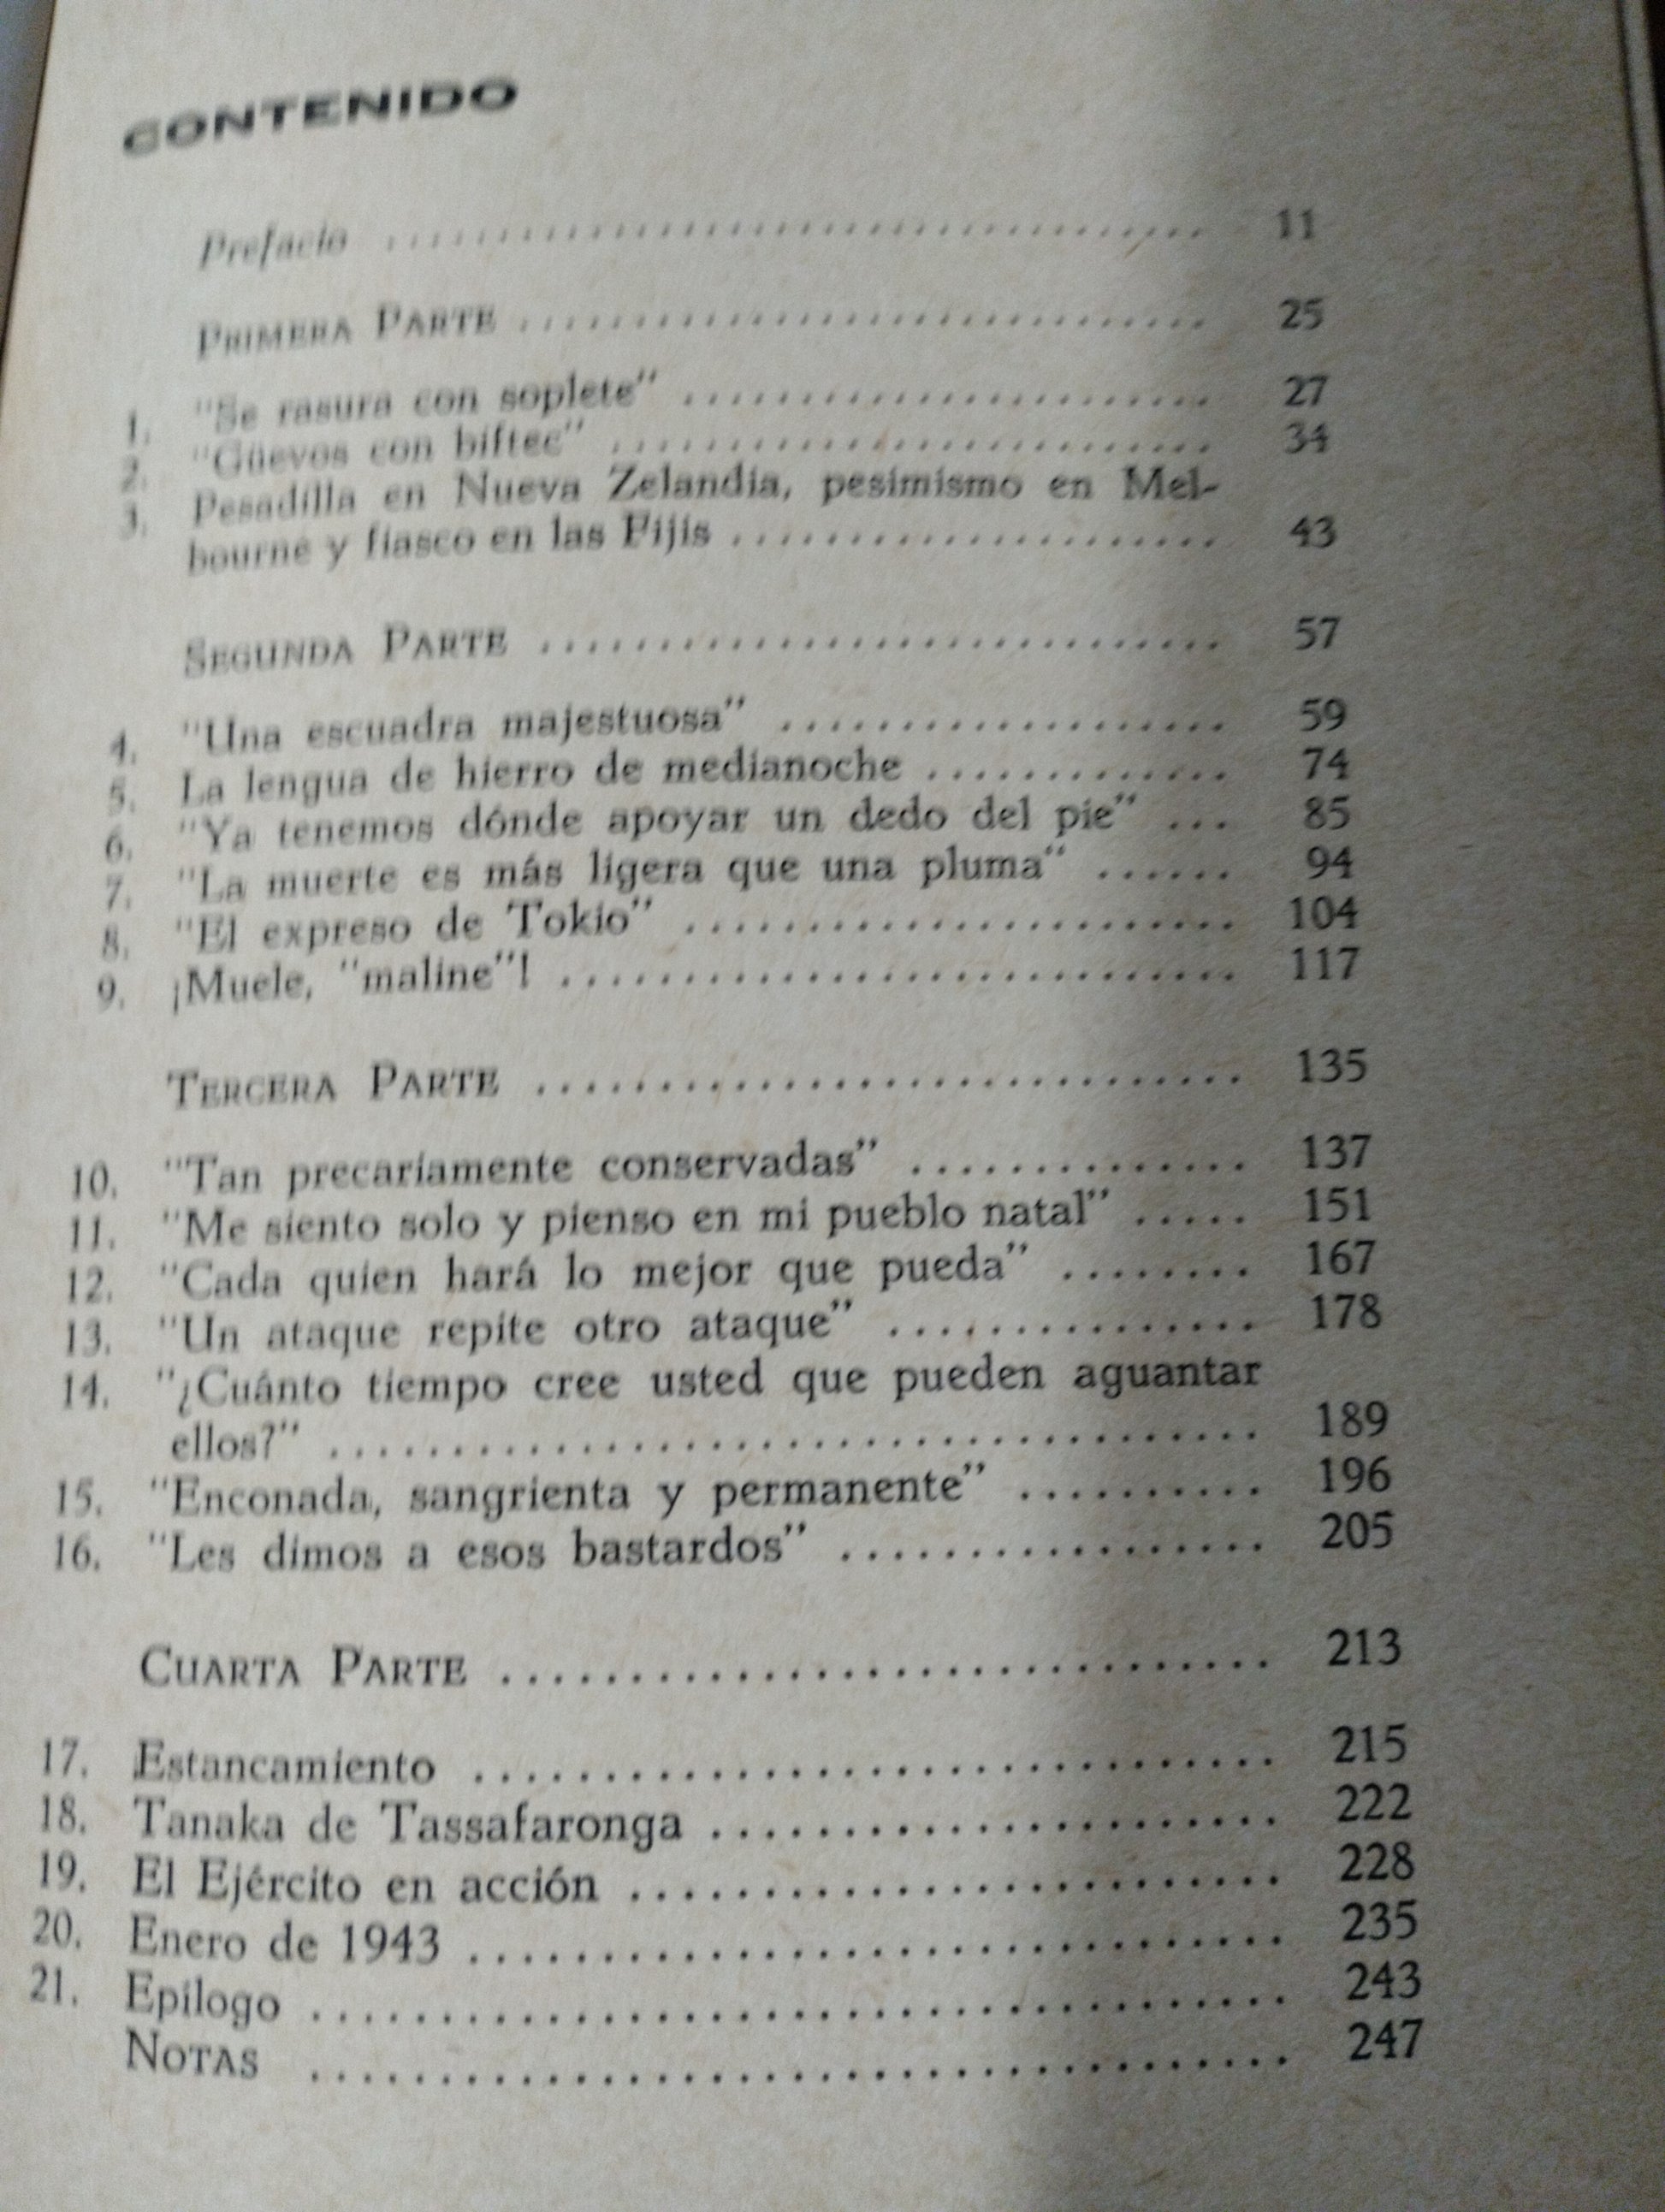 CONTENIDO
Prefacio ........ 11
PRIMERA PARTE ........ 25
1. "Se rasura con soplete" ........ 27
2. "Güevos con biftec" ........ 34
3. Pesadilla en Nueva Zelandia, pesimismo en Mel-
bourne y fiasco en las Fijis ........ 43
SEGUNDA PARTE ........ 57
4. "Una escuadra majestuosa" ........ 59
5. La lengua de hierro de medianoche ........ 74
6. "Ya tenemos dónde apoyar un dedo del pie" ... 85
7. "La muerte es más ligera que una pluma" ...... 94
8. "El expreso de Tokio" ........ 104
9. ¡Muele, "maline"! ........ 117
TERCERA PARTE ........ 135
10. "Tan precariamente conservadas" ........ 137
11. "Me siento solo y pienso en mi pueblo natal" ..... 151
12. "Cada quien hará lo mejor que pueda" ........ 167
13. "Un ataque repite otro ataque" ........ 178
14. "¿Cuánto tiempo cree usted que pueden aguantar
ellos?" ........ 189
15. "Enconada, sangrienta y permanente" ........ 196
16. "Les dimos a esos bastardos" ........ 205
CUARTA PARTE ........ 213
17. Estancamiento ........ 215
18. Tanaka de Tassafaronga ........ 222
19. El Ejército en acción ........ 228
20. Enero de 1943 ........ 235
21. Epílogo ........ 243
NOTAS ........ 247